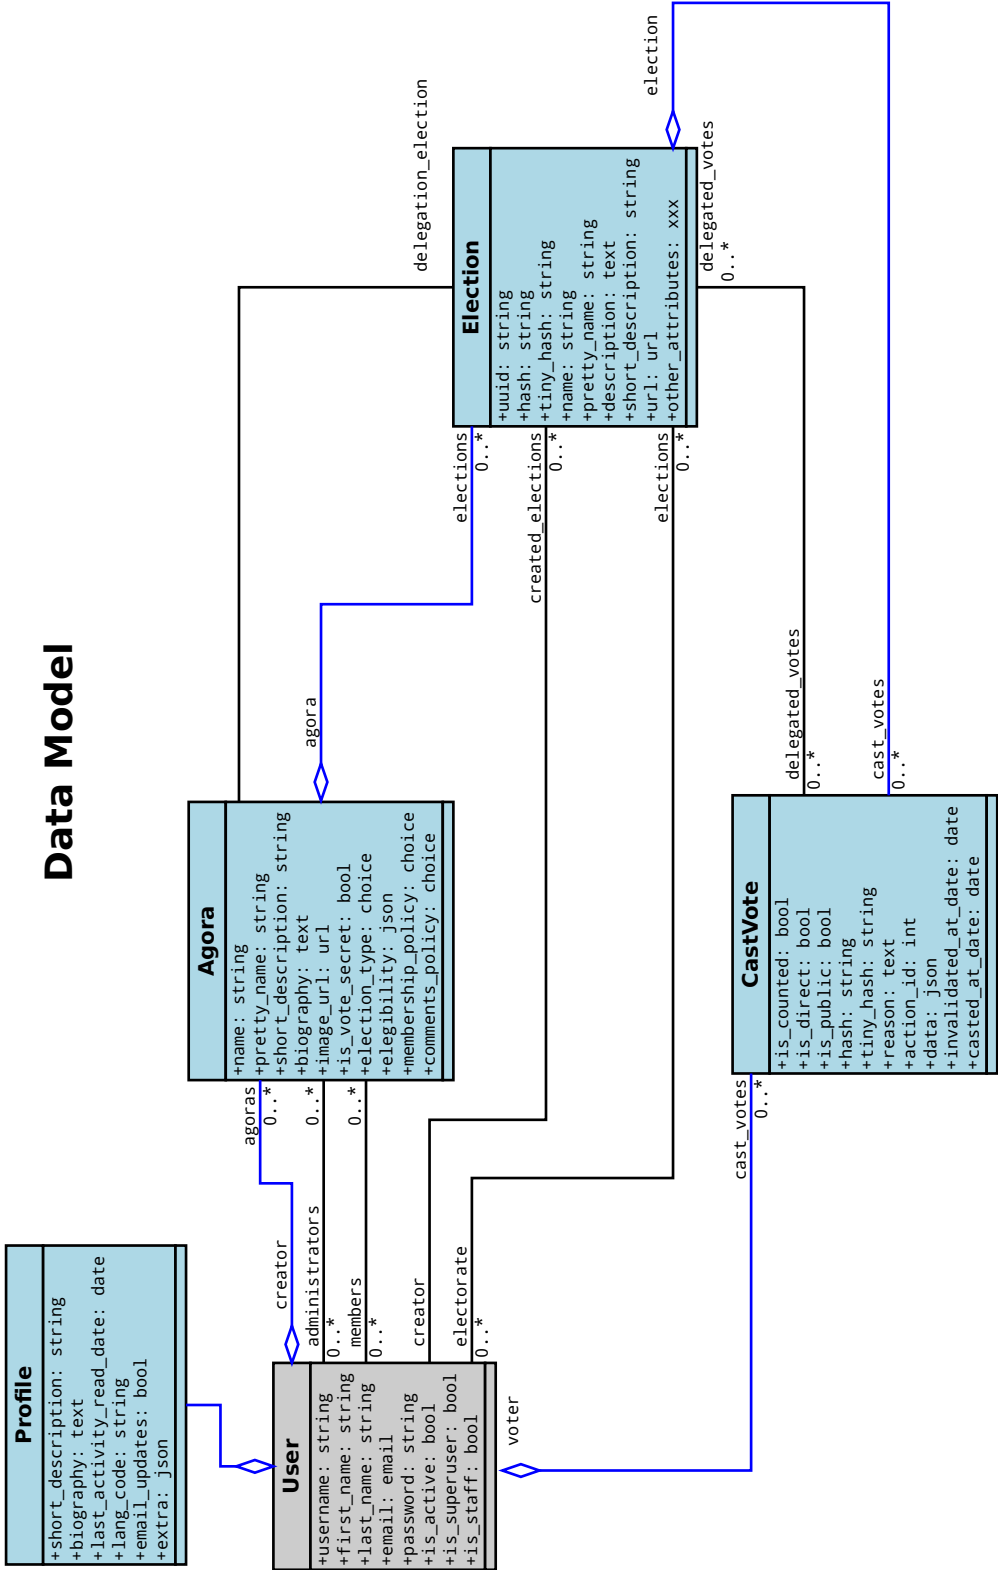 Data Model
Profile
+short_description: string
+biography: text
+last_activity_read_date: date
+lang_code: string
+email_updates: bool
+extra: json
User
+username: string
+first_name: string
+last_name: string
+email: email
+password: string
+is_active: bool
+is_superuser: bool
+is_staff: bool
creator
agoras
0..*
administrators
0..*
0..*
members
0..*
0..*
creator
created_elections
0..*
electorate
0..*
elections
0..*
voter
cast_votes
0..*
Agora
+name: string
+pretty_name: string
+short_description: string
+biography: text
+image_url: url
+is_vote_secret: bool
+election_type: choice
+elegibility: json
+membership_policy: choice
+comments_policy: choice
agora
elections
0..*
delegation_election
Election
+uuid: string
+hash: string
+tiny_hash: string
+name: string
+pretty_name: string
+description: text
+short_description: string
+url: url
+other_attributes: xxx
election
delegated_votes
0..*
delegated_votes
0..*
cast_votes
0..*
CastVote
+is_counted: bool
+is_direct: bool
+is_public: bool
+hash: string
+tiny_hash: string
+reason: text
+action_id: int
+data: json
+invalidated_at_date: date
+casted_at_date: date